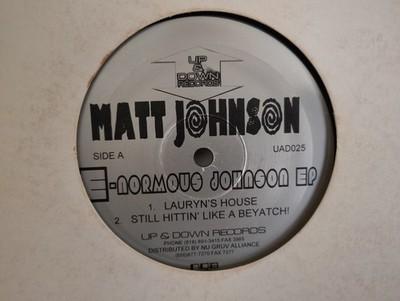 UP
&
DOWN
RECORDS!
MATT JOHNSON
SIDE A
UAD025
E-NORMOUS JOHNSON EP
1. LAURYN'S HOUSE
2. STILL HITTIN' LIKE A BEYATCH!
UP & DOWN RECORDS
DISTRIBUTED BY NU GRUV ALLIANCE